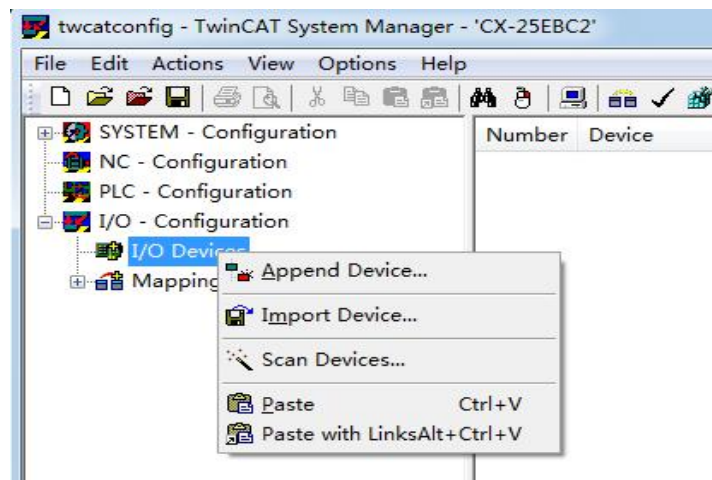 twcatconfig - TwinCAT System Manager - 'CX-25EBC2'
File Edit Actions View Options Help
SYSTEM - Configuration
Number Device
NC - Configuration
PLC - Configuration
I/O - Configuration
I/O Devices
Mapping
Append Device...
Import Device...
Scan Devices...
Paste Ctrl+V
Paste with LinksAlt+Ctrl+V